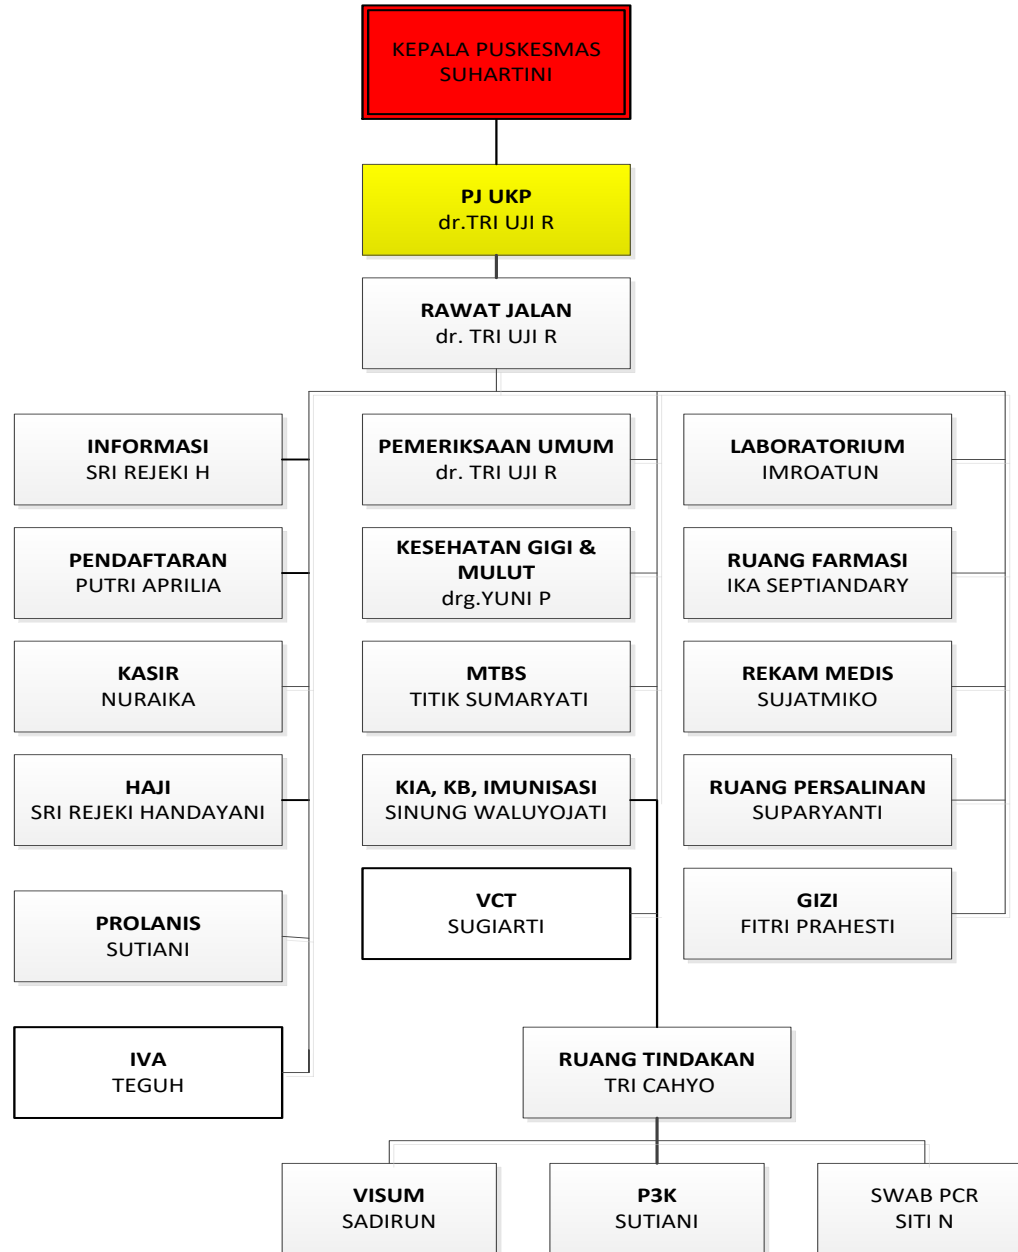 KEPALA PUSKESMAS
SUHARTINI
PJ UKP
dr.TRI UJI R
RAWAT JALAN
dr. TRI UJI R
INFORMASI
SRI REJEKI H
PEMERIKSAAN UMUM
dr. TRI UJI R
LABORATORIUM
IMROATUN
PENDAFTARAN
PUTRI APRILIA
KESEHATAN GIGI &
MULUT
drg.YUNI P
RUANG FARMASI
IKA SEPTIANDARY
KASIR
NURAIKA
MTBS
TITIK SUMARYATI
REKAM MEDIS
SUJATMIKO
HAJI
SRI REJEKI HANDAYANI
KIA, KB, IMUNISASI
SINUNG WALUYOJATI
RUANG PERSALINAN
SUPARYANTI
PROLANIS
SUTIANI
VCT
SUGIARTI
GIZI
FITRI PRAHESTI
IVA
TEGUH
RUANG TINDAKAN
TRI CAHYO
VISUM
SADIRUN
P3K
SUTIANI
SWAB PCR
SITI N